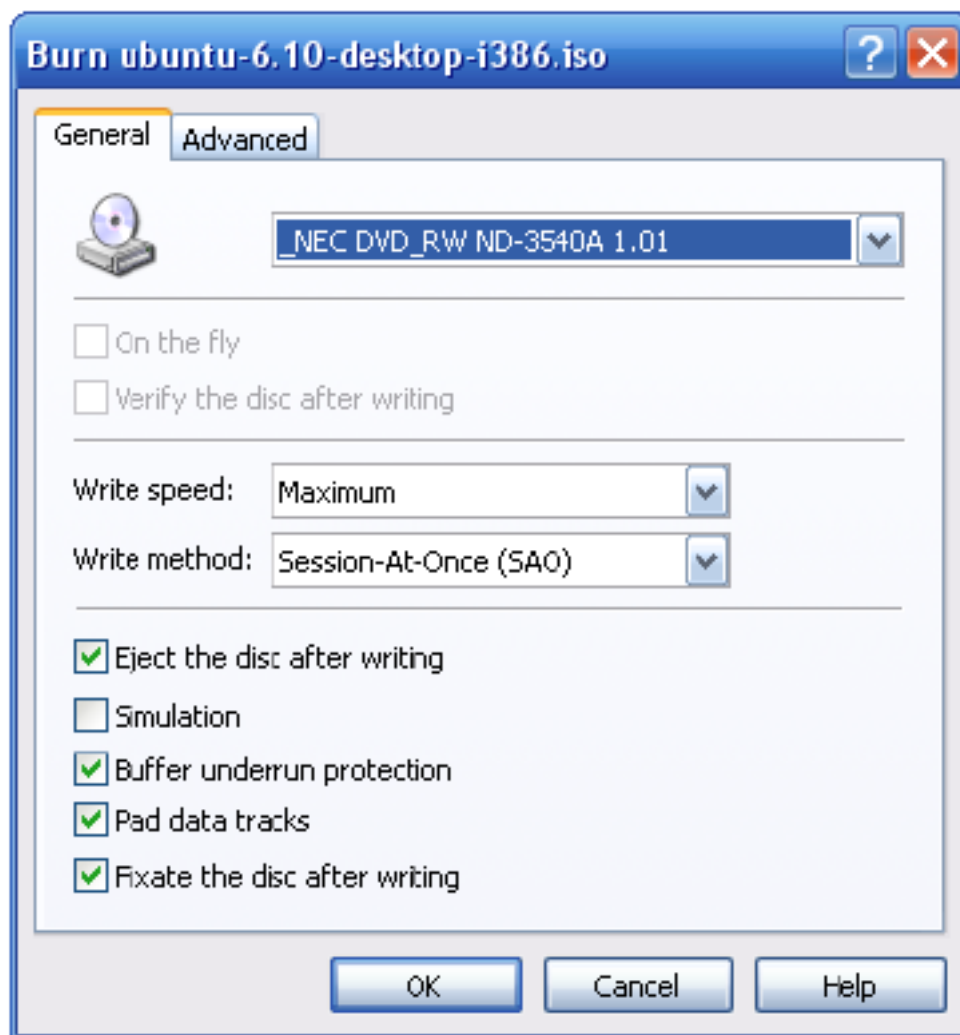 Burn ubuntu-6.10-desktop-i386.iso
General
Advanced
_NEC DVD_RW ND-3540A 1.01
On the fly
Verify the disc after writing
Write speed:
Maximum
Write method:
Session-At-Once (SAO)
Eject the disc after writing
Simulation
Buffer underrun protection
Pad data tracks
Fixate the disc after writing
OK
Cancel
Help